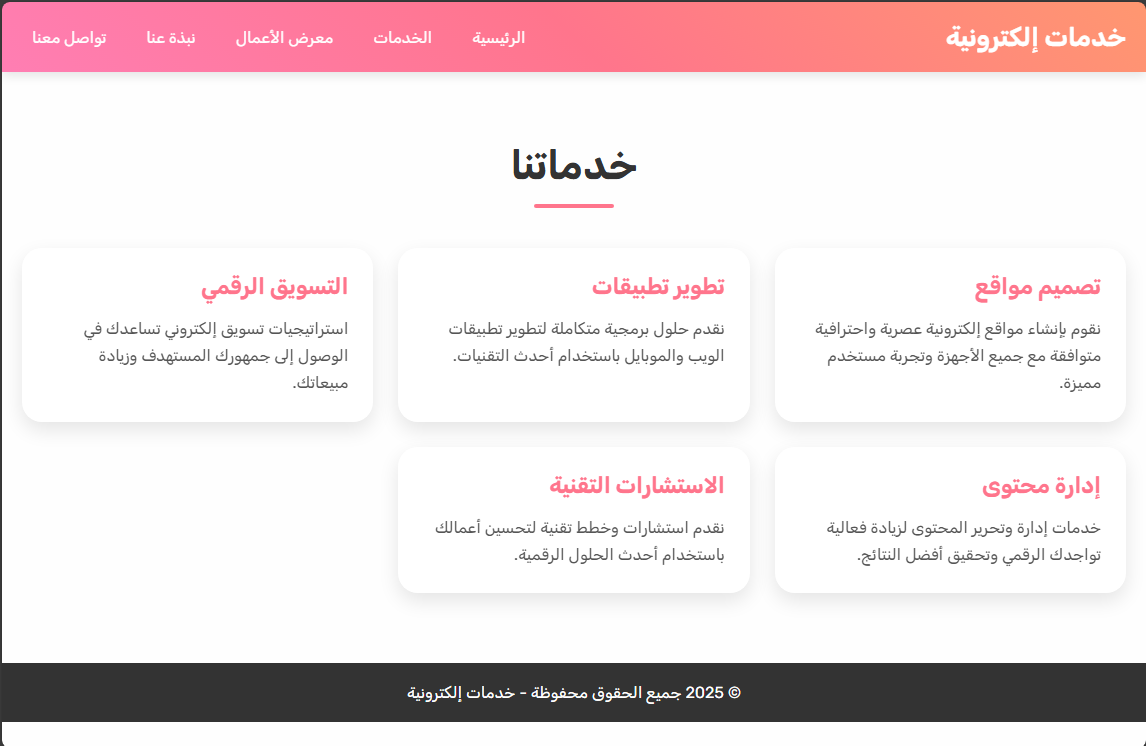 خدمات إلكترونية
الرئيسية
الخدمات
معرض الأعمال
نبذة عنا
تواصل معنا
خدماتنا
تصميم مواقع
نقوم بإنشاء مواقع إلكترونية عصرية واحترافية
متوافقة مع جميع الأجهزة وتجربة مستخدم
مميزة.
تطوير تطبيقات
نقدم حلول برمجية متكاملة لتطوير تطبيقات
الويب والموبايل باستخدام أحدث التقنيات.
التسويق الرقمي
استراتيجيات تسويق إلكتروني تساعدك في
الوصول إلى جمهورك المستهدف وزيادة
مبيعاتك.
إدارة محتوى
خدمات إدارة وتحرير المحتوى لزيادة فعالية
تواجدك الرقمي وتحقيق أفضل النتائج.
الاستشارات التقنية
نقدم استشارات وخطط تقنية لتحسين أعمالك
باستخدام أحدث الحلول الرقمية.
© 2025 جميع الحقوق محفوظة - خدمات إلكترونية